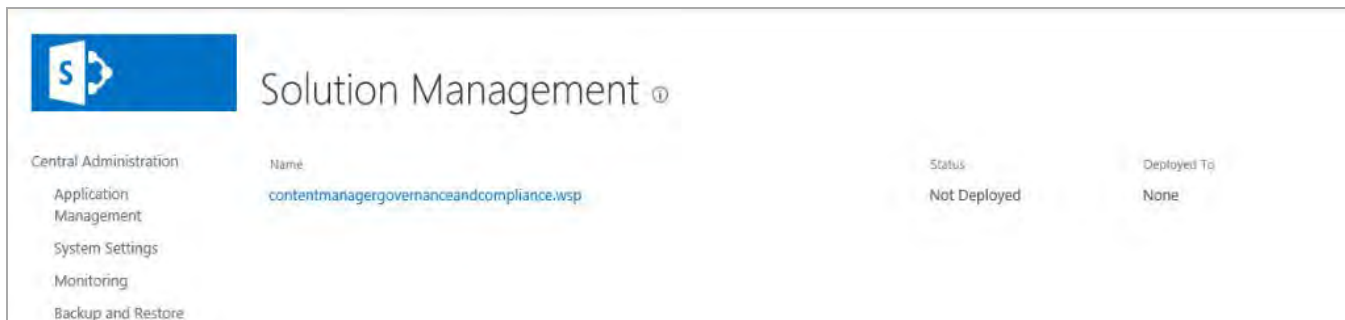 S
Solution Management
Central Administration
Name
Status
Deployed To
Application
Management
contentmanagergovernanceandcompliance.wsp
Not Deployed
None
System Settings
Monitoring
Backup and Restore